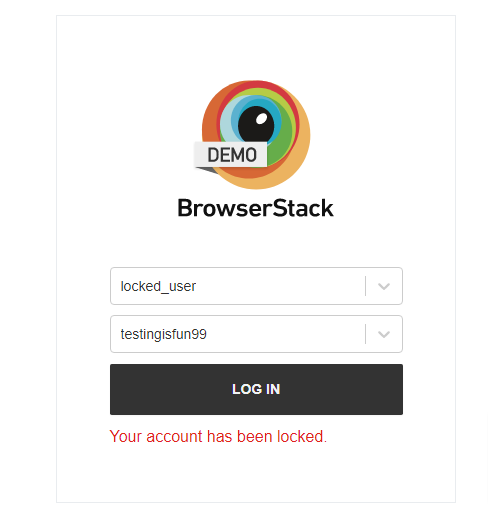 DEMO
BrowserStack
locked_user
testingisfun99
LOG IN
Your account has been locked.